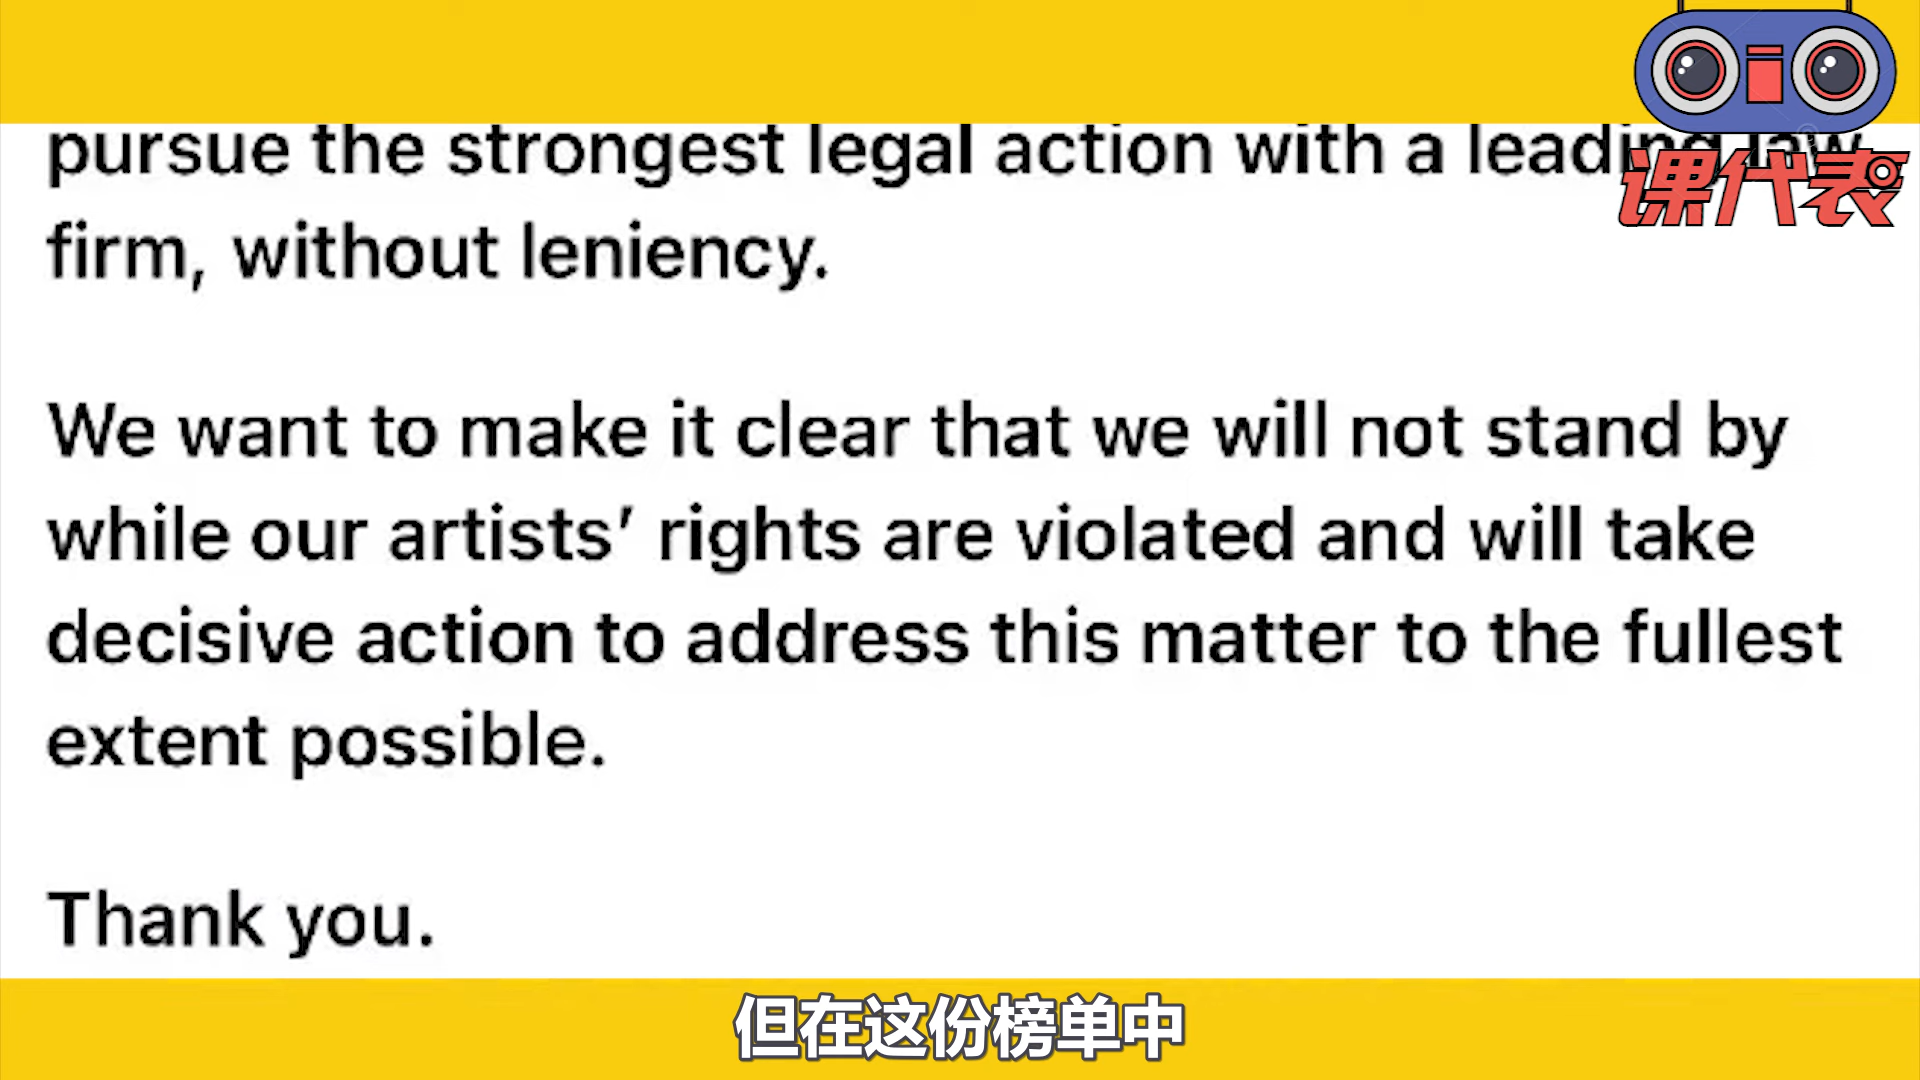 pursue the strongest legal action with a leading law
firm, without leniency.
We want to make it clear that we will not stand by
while our artists’ rights are violated and will take
decisive action to address this matter to the fullest
extent possible.
Thank you.
课代表
但在这份榜单中